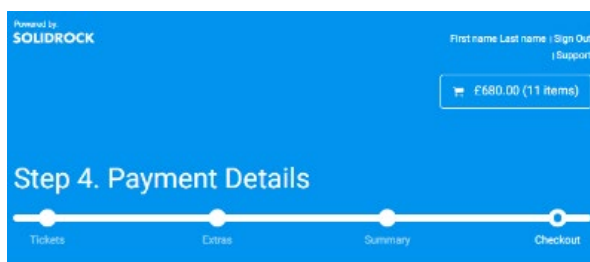 Powered by:
SOLIDROCK
First name Last name | Sign Out
| Support
£680.00 (11 items)
Step 4. Payment Details
Tickets Extras Summary Checkout